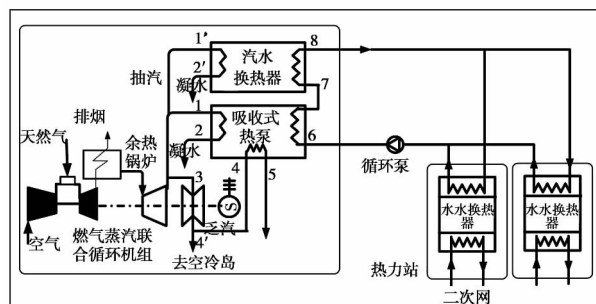 1'
8
汽水
换热器
2'
抽汽
凝水
7
1
吸收式
热泵
2
6
排烟
天然气
余热
锅炉
凝水
4
3
5
循环泵
S
水水换热
器
水水换热
器
乏汽
空气
燃气蒸汽联
合循环机组
4'
去空冷岛
热力站
二次网